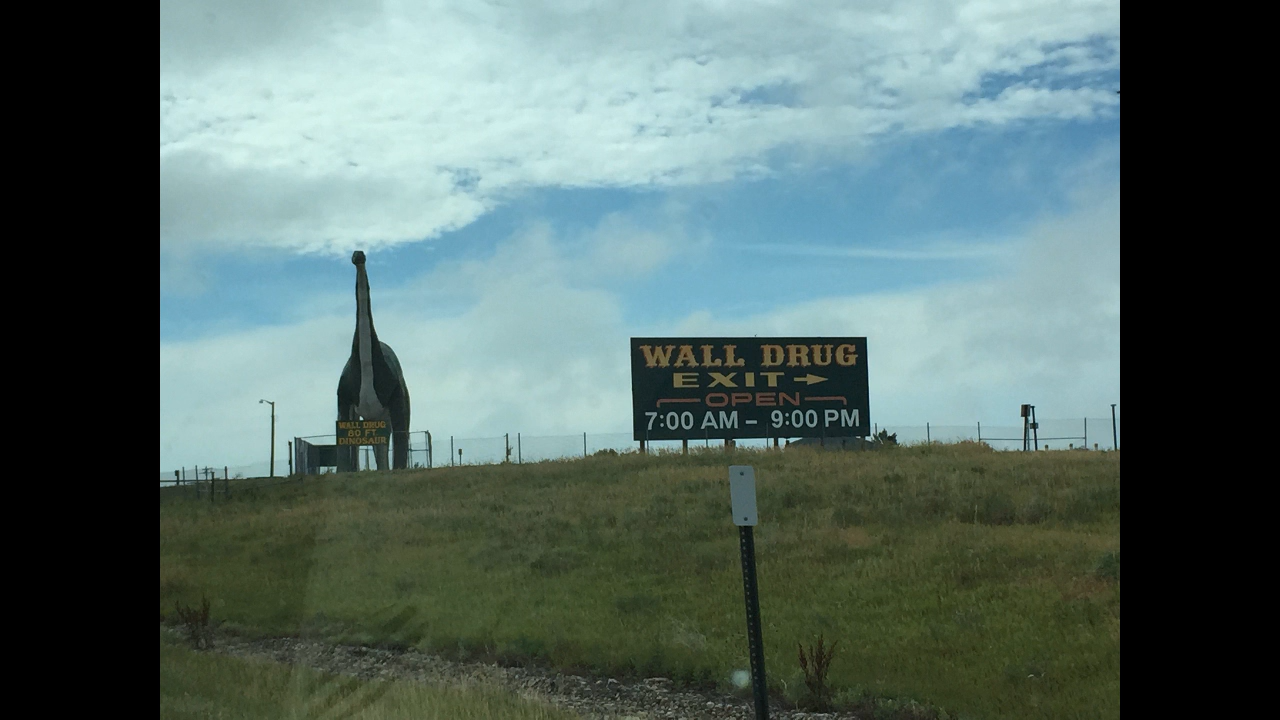 WALL DRUG
80 FT.
DINOSAUR
WALL DRUG
EXIT →
OPEN
7:00 AM – 9:00 PM